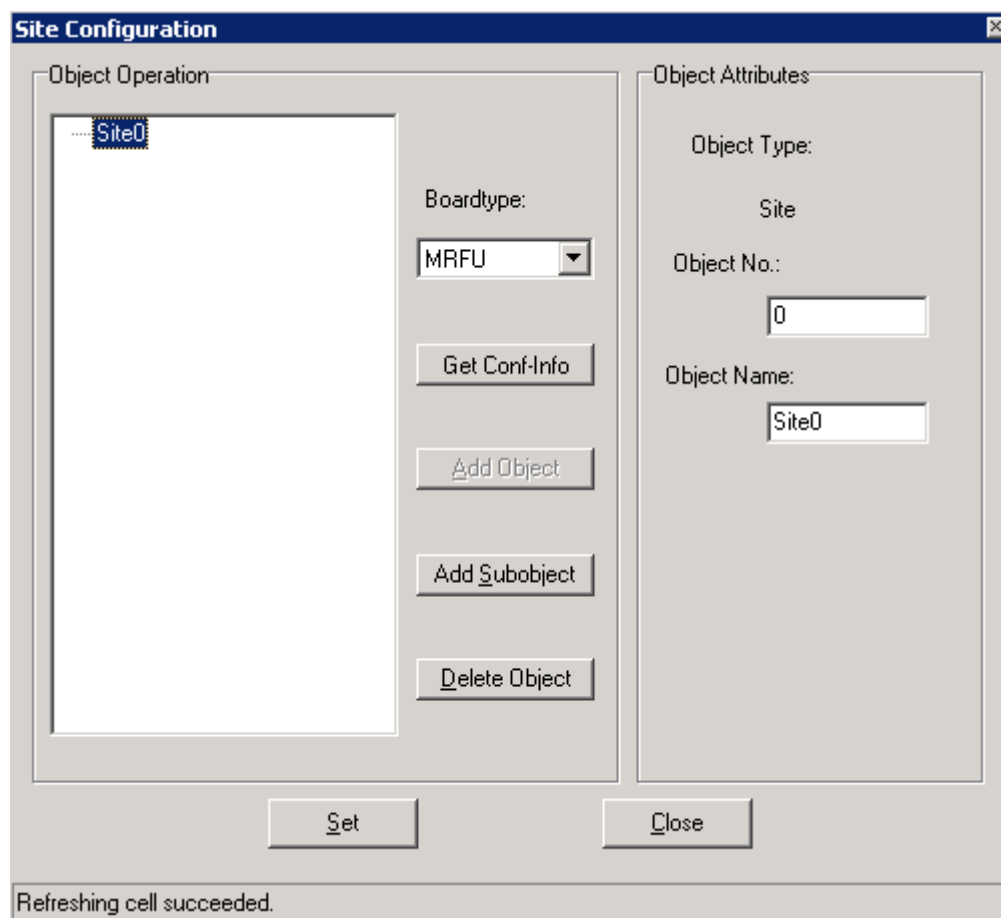 Site Configuration
Object Operation
Site0
Boardtype:
MRFU
Get Conf-Info
Add Object
Add Subobject
Delete Object
Object Attributes
Object Type:
Site
Object No.:
0
Object Name:
Site0
Set
Close
Refreshing cell succeeded.